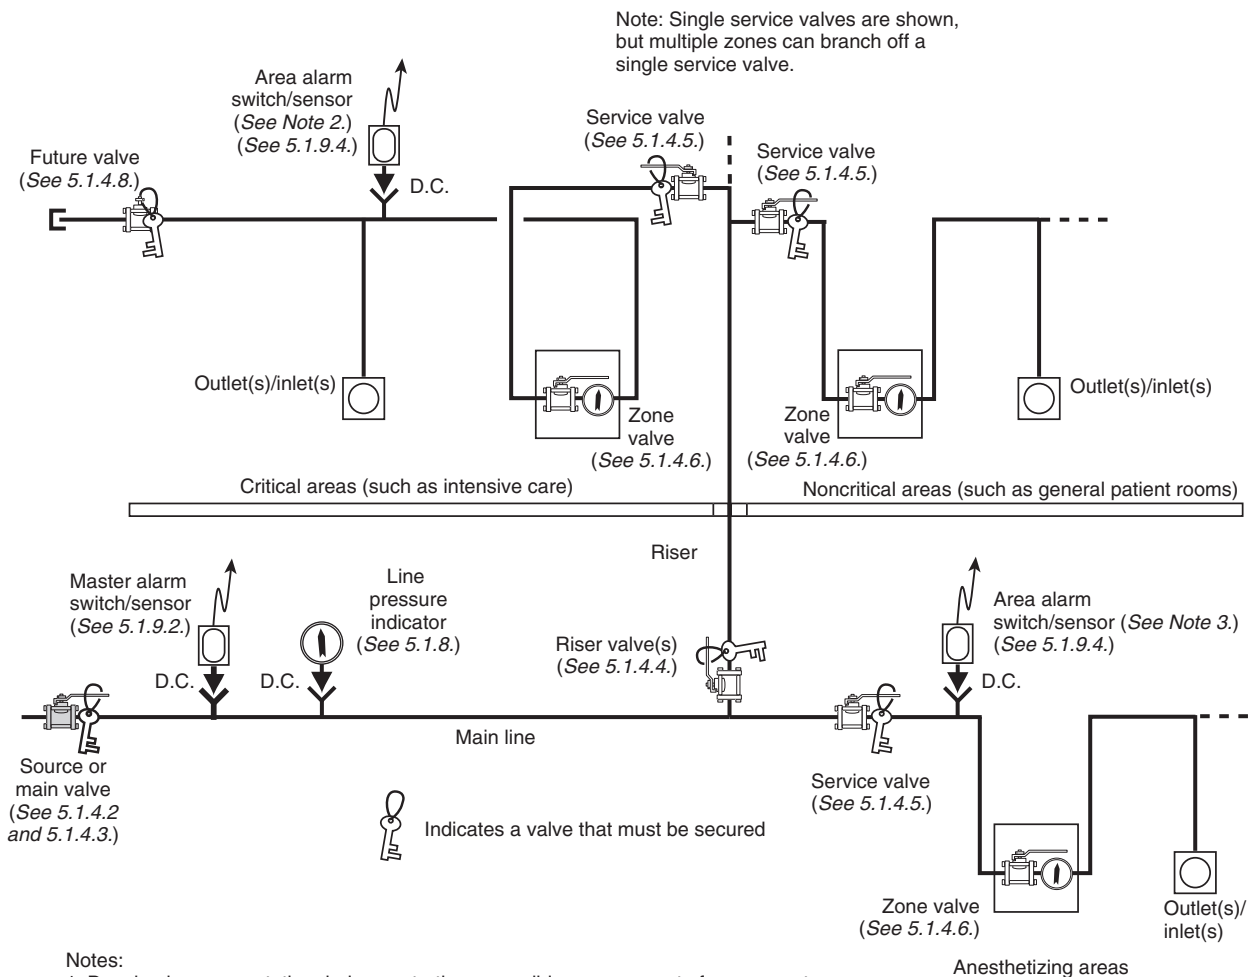 Note: Single service valves are shown,
but multiple zones can branch off a
single service valve.
Area alarm
switch/sensor
(See Note 2.)
(See 5.1.9.4.)
Service valve
(See 5.1.4.5.)
Service valve
(See 5.1.4.5.)
Future valve
(See 5.1.4.8.)
D.C.
Outlet(s)/inlet(s)
Zone
valve
(See 5.1.4.6.)
Zone
valve
(See 5.1.4.6.)
Outlet(s)/inlet(s)
Critical areas (such as intensive care)
Noncritical areas (such as general patient rooms)
Riser
Master alarm
switch/sensor
(See 5.1.9.2.)
Line
pressure
indicator
(See 5.1.8.)
Riser valve(s)
(See 5.1.4.4.)
Area alarm
switch/sensor (See Note 3.)
(See 5.1.9.4.)
D.C.
D.C.
D.C.
Main line
Source or
main valve
(See 5.1.4.2
and 5.1.4.3.)
Service valve
(See 5.1.4.5.)
Indicates a valve that must be secured
Zone valve
(See 5.1.4.6.)
Outlet(s)/
inlet(s)
Notes:
Anesthetizing areas